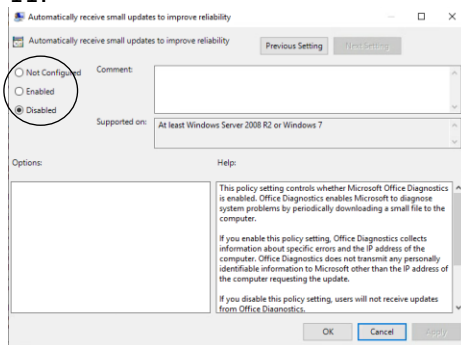 Automatically receive small updates to improve reliability
Automatically receive small updates to improve reliability
Previous Setting
Next Setting
Not Configured
Comment:
Enabled
Disabled
Supported on:
At least Windows Server 2008 R2 or Windows 7
Options:
Help:
This policy setting controls whether Microsoft Office Diagnostics
is enabled. Office Diagnostics enables Microsoft to diagnose
system problems by periodically downloading a small file to the
computer.
If you enable this policy setting, Office Diagnostics collects
information about specific errors and the IP address of the
computer. Office Diagnostics does not transmit any personally
identifiable information to Microsoft other than the IP address of
the computer requesting the update.
If you disable this policy setting, users will not receive updates
from Office Diagnostics.
OK
Cancel
Apply